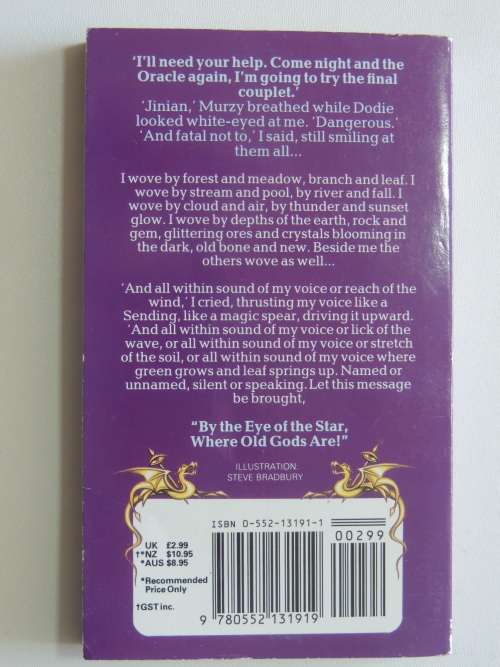 ‘I’ll need your help. Come night and the
Oracle again, I’m going to try the final
couplet.’
‘Jinian,’ Murzy breathed while Dodie
looked white-eyed at me. ‘Dangerous.’
‘And fatal not to,’ I said, still smiling at
them all...
I wove by forest and meadow, branch and leaf. I
wove by stream and pool, by river and fall. I
wove by cloud and air, by thunder and sunset
glow. I wove by depths of the earth, rock and
gem, glittering ores and crystals blooming in
the dark, old bone and new. Beside me the
others wove as well...
‘And all within sound of my voice or reach of the
wind,’ I cried, thrusting my voice like a
Sending, like a magic spear, driving it upward.
‘And all within sound of my voice or lick of the
wave, or all within sound of my voice or stretch
of the soil, or all within sound of my voice where
green grows and leaf springs up. Named or
unnamed, silent or speaking. Let this message
be brought,
“By the Eye of the Star,
Where Old Gods Are!”
ILLUSTRATION:
STEVE BRADBURY
ISBN 0-552-13191-1
00299
UK £2.99
†*NZ $10.95
*AUS $8.95
*Recommended
Price Only
†GST inc.
9 780552 131919